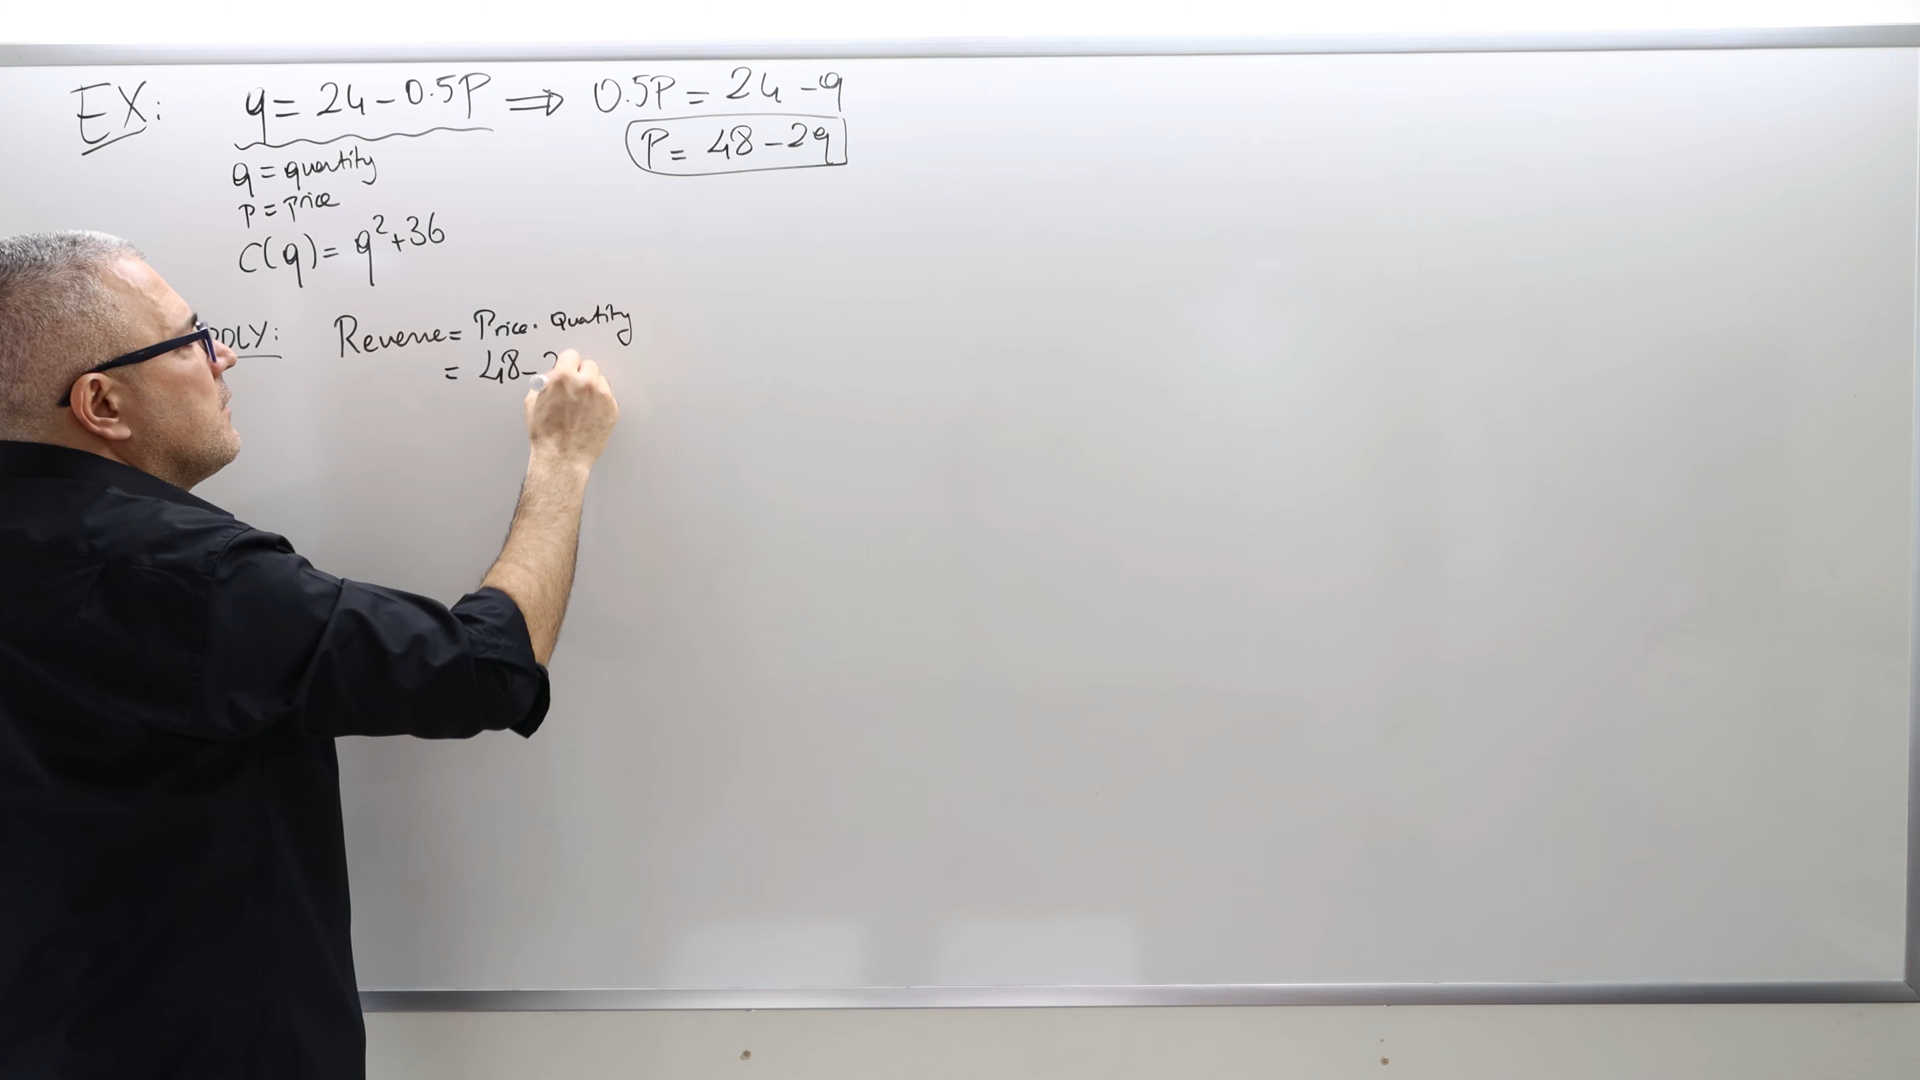 EX: q = 24 - 0.5P ⟹ 0.5P = 24 - q
P = 48 - 2q
q = quantity
P = Price
C(q) = q² + 36
Revenue = Price · Quantity
= 48 -